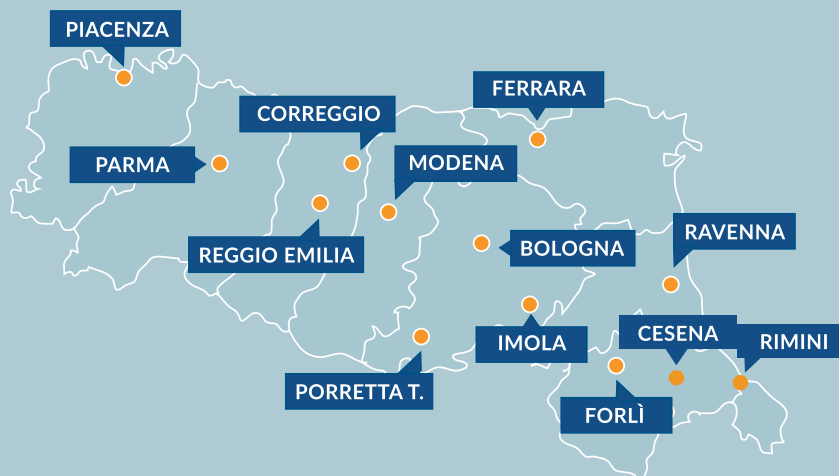 PIACENZA
FERRARA
CORREGGIO
PARMA
MODENA
RAVENNA
REGGIO EMILIA
BOLOGNA
CESENA
RIMINI
IMOLA
PORRETTA T.
FORLÌ